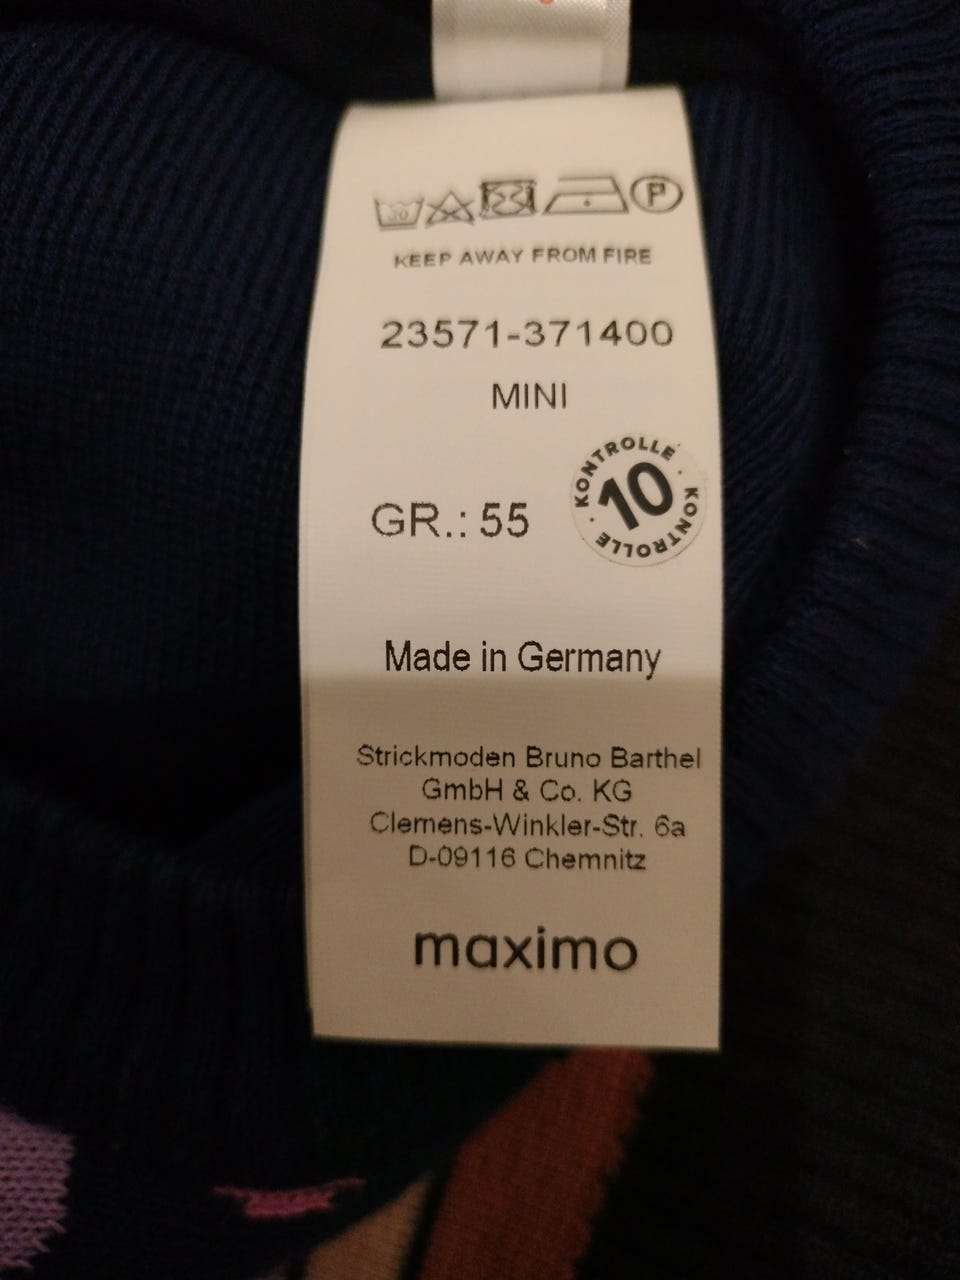 30
P
KEEP AWAY FROM FIRE
23571-371400
MINI
KONTROLLE · KONTROLLE ·
10
GR.: 55
Made in Germany
Strickmoden Bruno Barthel
GmbH & Co. KG
Clemens-Winkler-Str. 6a
D-09116 Chemnitz
maximo